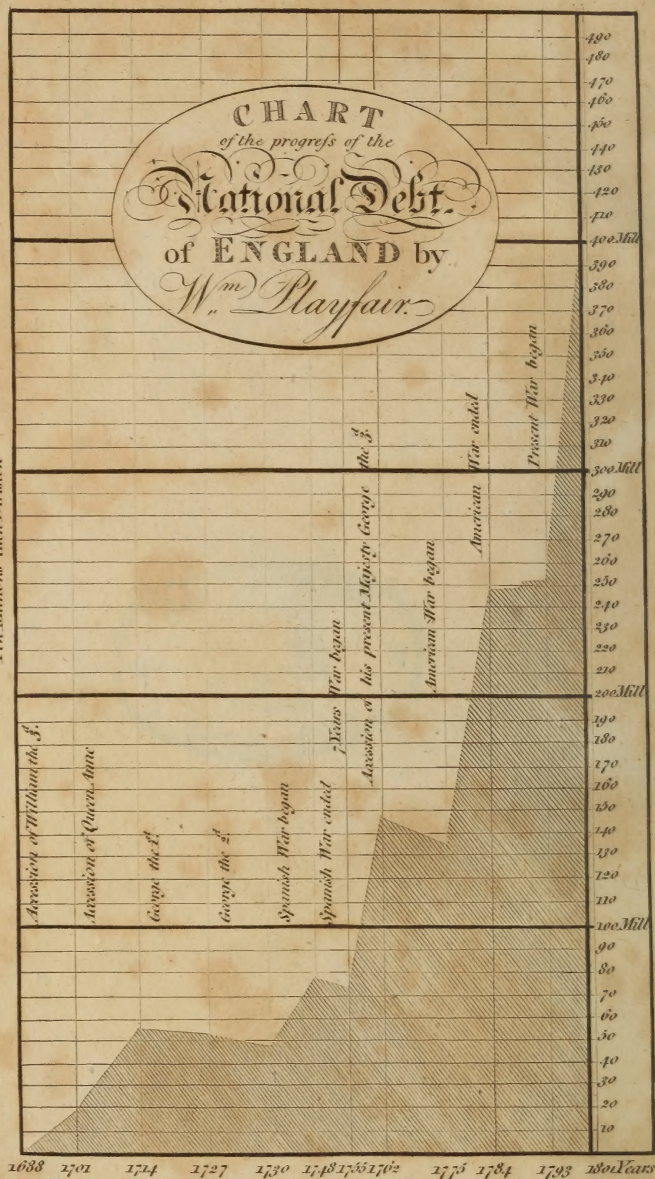 CHART
of the progreſs of the
National Debt.
of ENGLAND by
Wm Playfair.
490
480
470
460
450
440
430
420
410
400 Mill
390
380
370
360
350
340
330
320
310
300 Mill
290
280
270
260
250
240
230
220
210
200 Mill
190
180
170
160
150
140
130
120
110
100 Mill
90
80
70
60
50
40
30
20
10
Accession of William the 3d.
Accession of Queen Anne
George the 1st.
George the 2d.
Spanish War began
Spanish War ended
7 Years War began
Accession of his present Majesty George the 3d.
American War began
American War ended
Present War began
1688 1701 1714 1727 1730 1748 1755 1762 1775 1784 1793 1801 Years